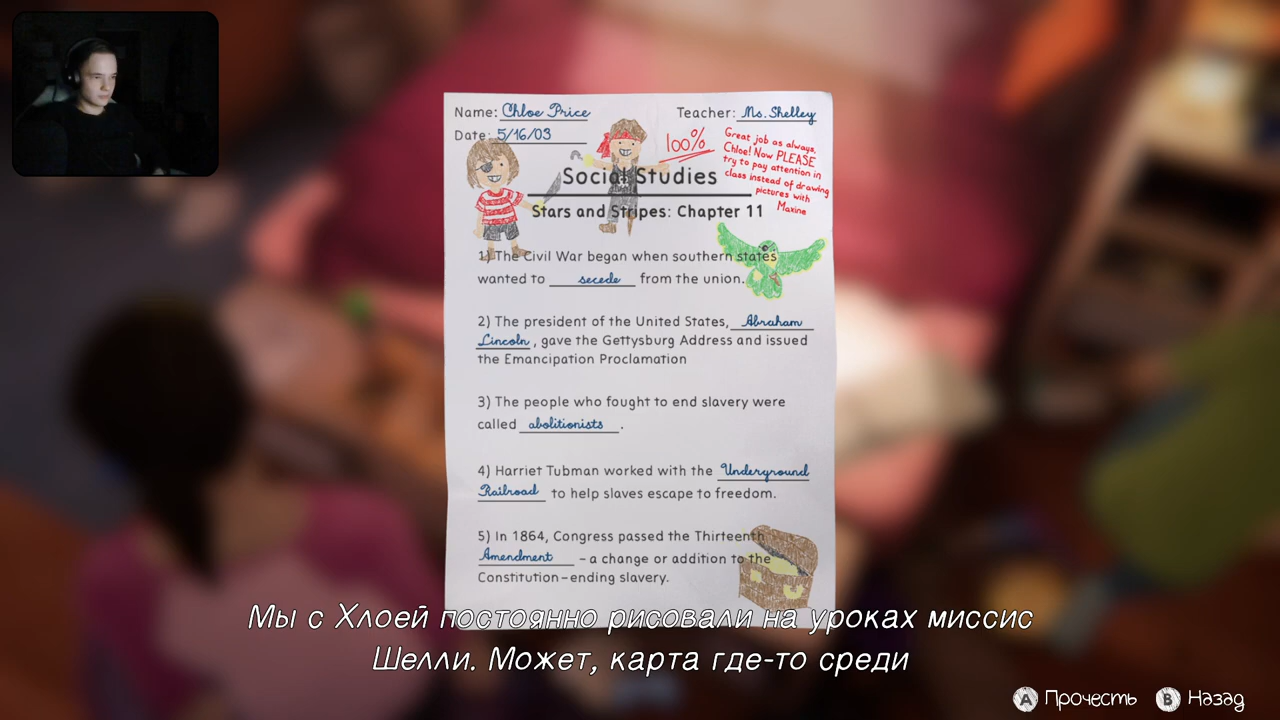 Name: Chloe Price
Teacher: Ms. Shelley
Date: 5/16/03
100%
Great job as always,
Chloe! Now PLEASE
try to pay attention in
class instead of drawing
pictures with
Maxine
Social Studies
Stars and Stripes: Chapter 11
1) The Civil War began when southern states
wanted to secede from the union.
2) The president of the United States, Abraham
Lincoln, gave the Gettysburg Address and issued
the Emancipation Proclamation
3) The people who fought to end slavery were
called abolitionists.
4) Harriet Tubman worked with the Underground
Railroad to help slaves escape to freedom.
5) In 1864, Congress passed the Thirteenth
Amendment - a change or addition to the
Constitution-ending slavery.
Мы с Хлоей постоянно рисовали на уроках миссис
Шелли. Может, карта где-то среди
A Прочесть B Назад